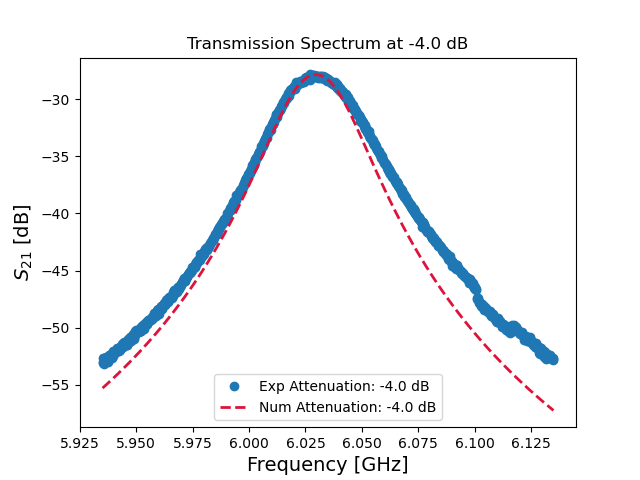 Transmission Spectrum at -4.0 dB
S21 [dB]
−30
−35
−40
−45
−50
−55
Exp Attenuation: -4.0 dB
Num Attenuation: -4.0 dB
5.925 5.950 5.975 6.000 6.025 6.050 6.075 6.100 6.125
Frequency [GHz]